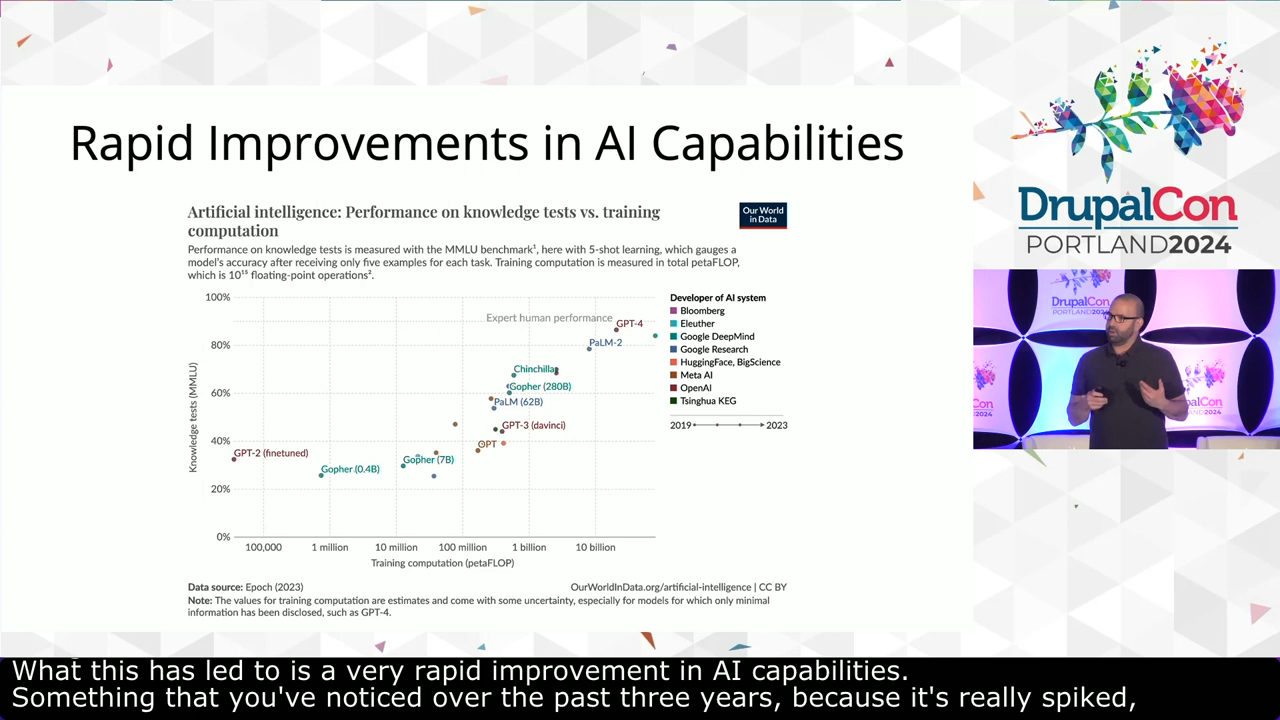 Rapid Improvements in AI Capabilities
Artificial intelligence: Performance on knowledge tests vs. training
computation
Our World
in Data
Performance on knowledge tests is measured with the MMLU benchmark¹, here with 5-shot learning, which gauges a
model's accuracy after receiving only five examples for each task. Training computation is measured in total petaFLOP,
which is 10¹⁵ floating-point operations².
100%
80%
60%
40%
20%
0%
Knowledge tests (MMLU)
Expert human performance
GPT-4
PaLM-2
Chinchilla
Gopher (280B)
PaLM (62B)
GPT-3 (davinci)
OPT
GPT-2 (finetuned)
Gopher (7B)
Gopher (0.4B)
100,000
1 million
10 million
100 million
1 billion
10 billion
Training computation (petaFLOP)
Developer of AI system
Bloomberg
Eleuther
Google DeepMind
Google Research
HuggingFace, BigScience
Meta AI
OpenAI
Tsinghua KEG
2019 2023
Data source: Epoch (2023)
OurWorldInData.org/artificial-intelligence | CC BY
Note: The values for training computation are estimates and come with some uncertainty, especially for models for which only minimal
information has been disclosed, such as GPT-4.
DrupalCon
PORTLAND2024
DrupalCon
PORTLAND
What this has led to is a very rapid improvement in AI capabilities.
Something that you've noticed over the past three years, because it's really spiked,